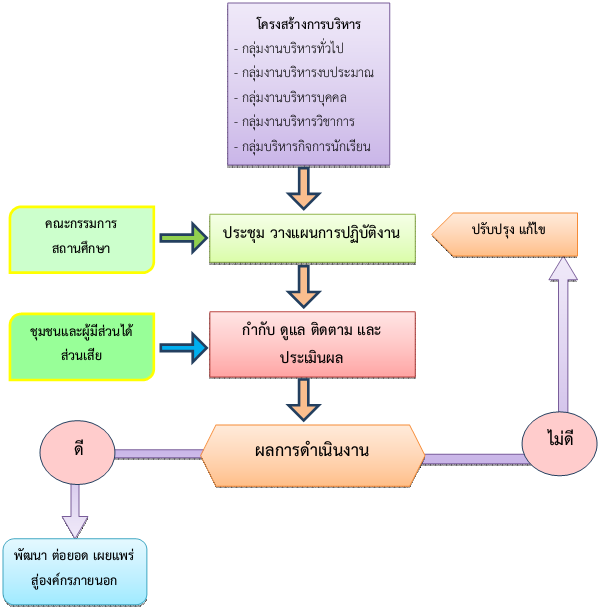 โครงสร้างการบริหาร
- กลุ่มงานบริหารทั่วไป
- กลุ่มงานบริหารงบประมาณ
- กลุ่มงานบริหารบุคคล
- กลุ่มงานบริหารวิชาการ
- กลุ่มบริหารกิจการนักเรียน
คณะกรรมการ
สถานศึกษา
ประชุม วางแผนการปฏิบัติงาน
ปรับปรุง แก้ไข
ชุมชนและผู้มีส่วนได้
ส่วนเสีย
กำกับ ดูแล ติดตาม และ
ประเมินผล
ดี
ผลการดำเนินงาน
ไม่ดี
พัฒนา ต่อยอด เผยแพร่
สู่องค์กรภายนอก